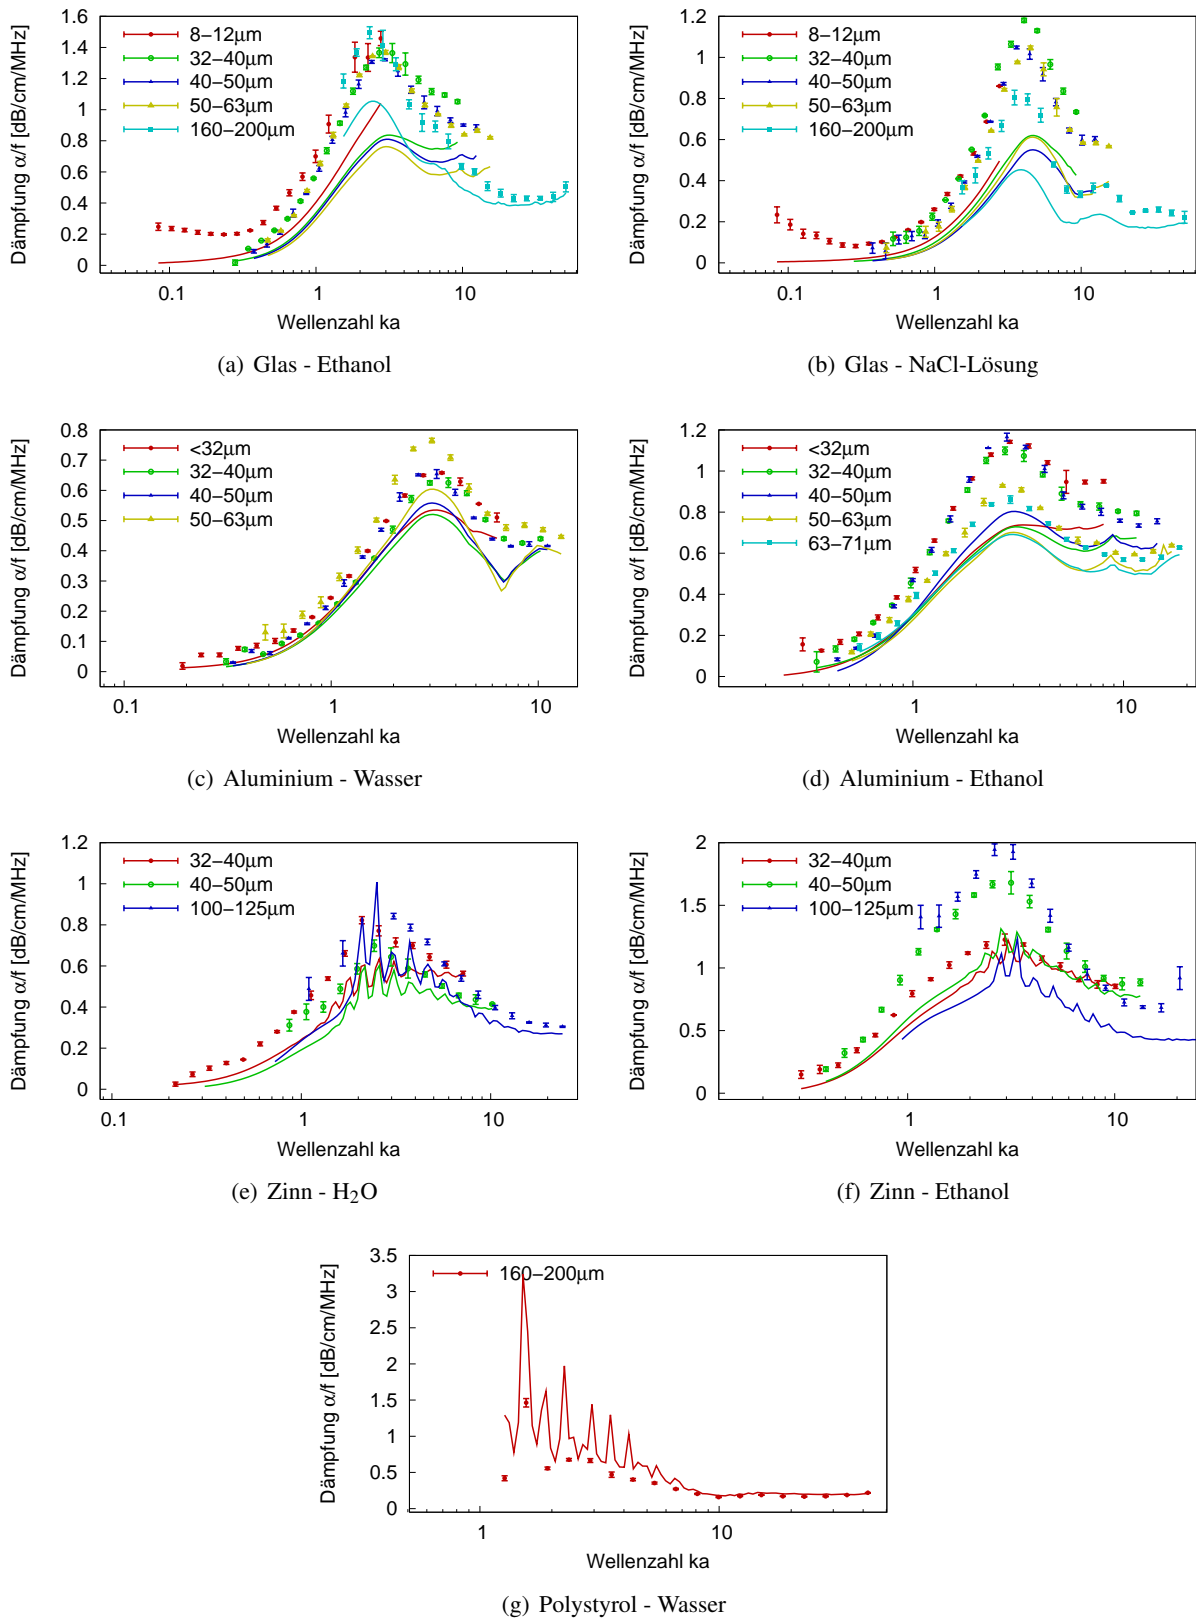 Dämpfung α/f [dB/cm/MHz]
1.6
1.4
1.2
1
0.8
0.6
0.4
0.2
0
8−12μm
32−40μm
40−50μm
50−63μm
160−200μm
0.1 1 10
Wellenzahl ka
(a) Glas - Ethanol
Dämpfung α/f [dB/cm/MHz]
1.2
1
0.8
0.6
0.4
0.2
0
8−12μm
32−40μm
40−50μm
50−63μm
160−200μm
0.1 1 10
Wellenzahl ka
(b) Glas - NaCl-Lösung
Dämpfung α/f [dB/cm/MHz]
0.8
0.7
0.6
0.5
0.4
0.3
0.2
0.1
0
<32μm
32−40μm
40−50μm
50−63μm
0.1 1 10
Wellenzahl ka
(c) Aluminium - Wasser
Dämpfung α/f [dB/cm/MHz]
1.2
1
0.8
0.6
0.4
0.2
0
<32μm
32−40μm
40−50μm
50−63μm
63−71μm
1 10
Wellenzahl ka
(d) Aluminium - Ethanol
Dämpfung α/f [dB/cm/MHz]
1.2
1
0.8
0.6
0.4
0.2
0
32−40μm
40−50μm
100−125μm
0.1 1 10
Wellenzahl ka
(e) Zinn - H₂O
Dämpfung α/f [dB/cm/MHz]
2
1.5
1
0.5
0
32−40μm
40−50μm
100−125μm
1 10
Wellenzahl ka
(f) Zinn - Ethanol
Dämpfung α/f [dB/cm/MHz]
3.5
3
2.5
2
1.5
1
0.5
0
160−200μm
1 10
Wellenzahl ka
(g) Polystyrol - Wasser